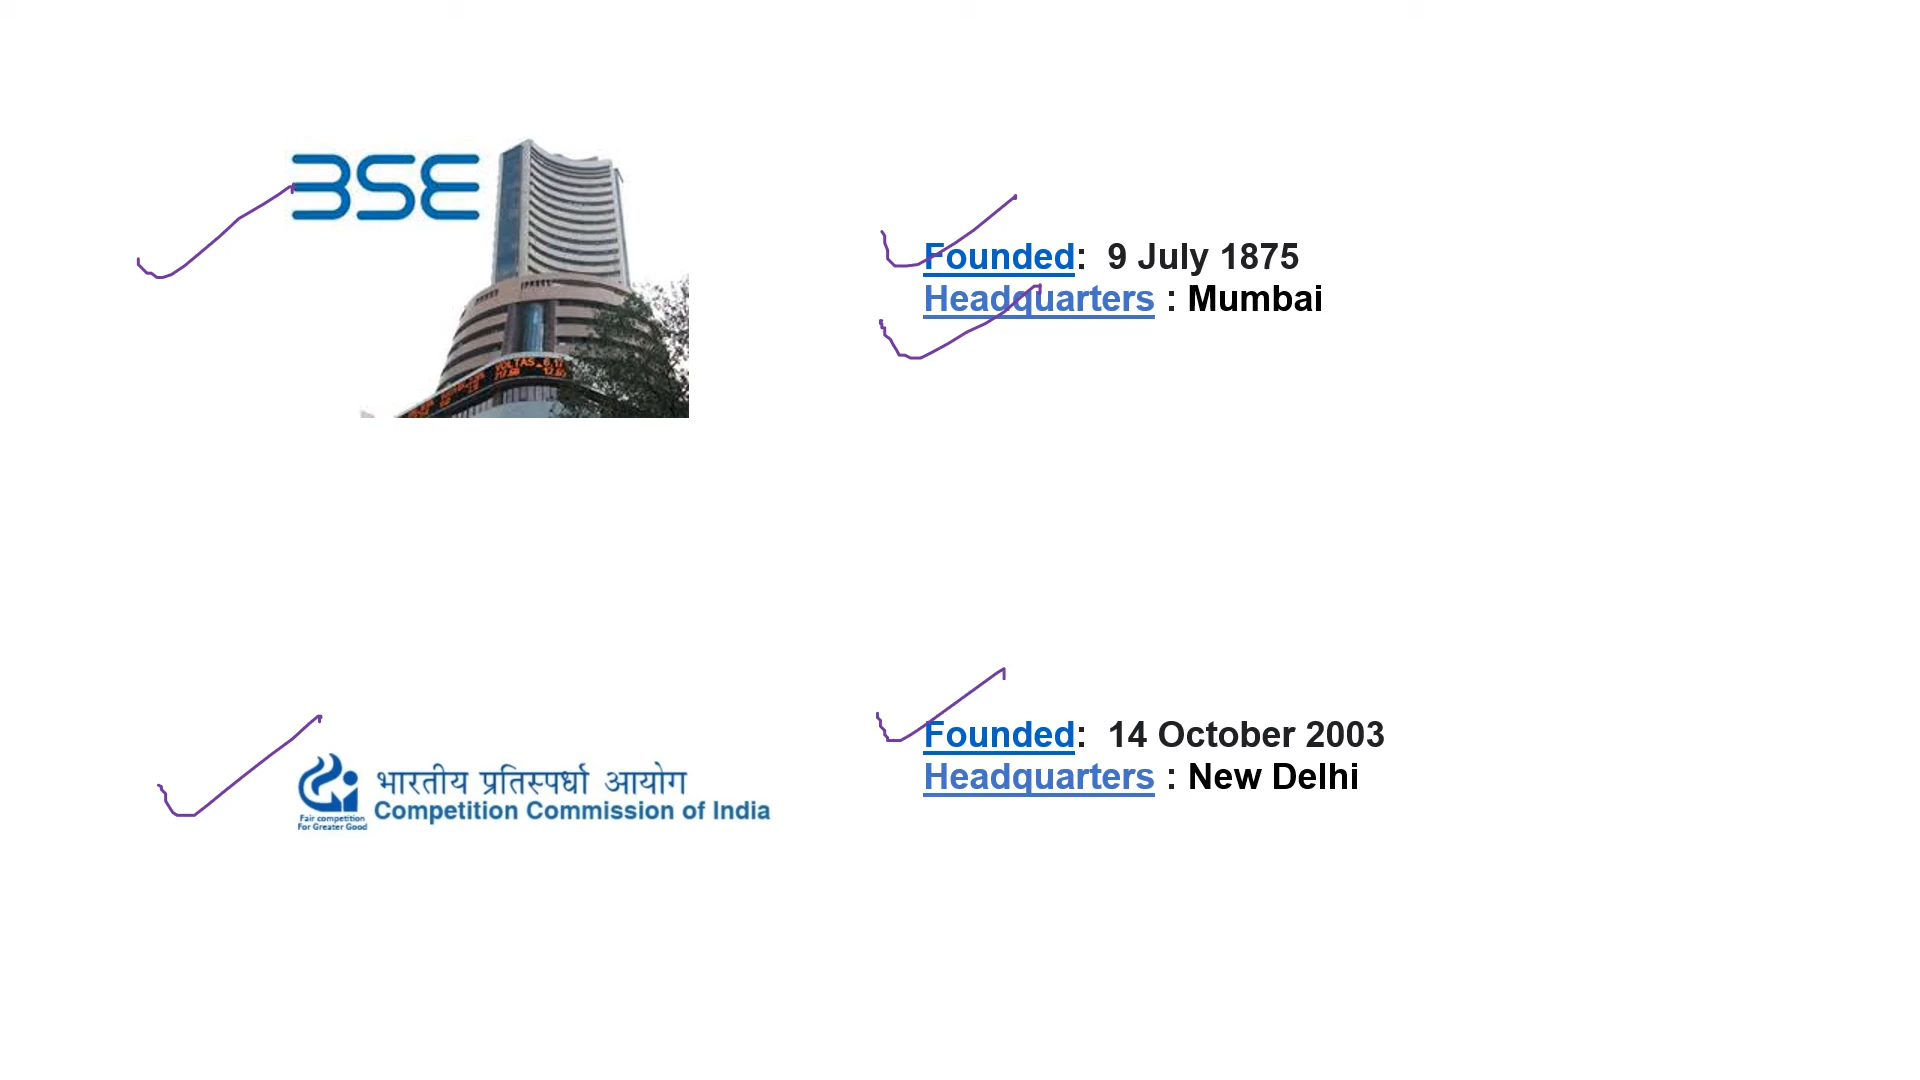 BSE
VOLTAS
Founded: 9 July 1875
Headquarters : Mumbai
भारतीय प्रतिस्पर्धा आयोग
Competition Commission of India
Fair competition
For Greater Good
Founded: 14 October 2003
Headquarters : New Delhi